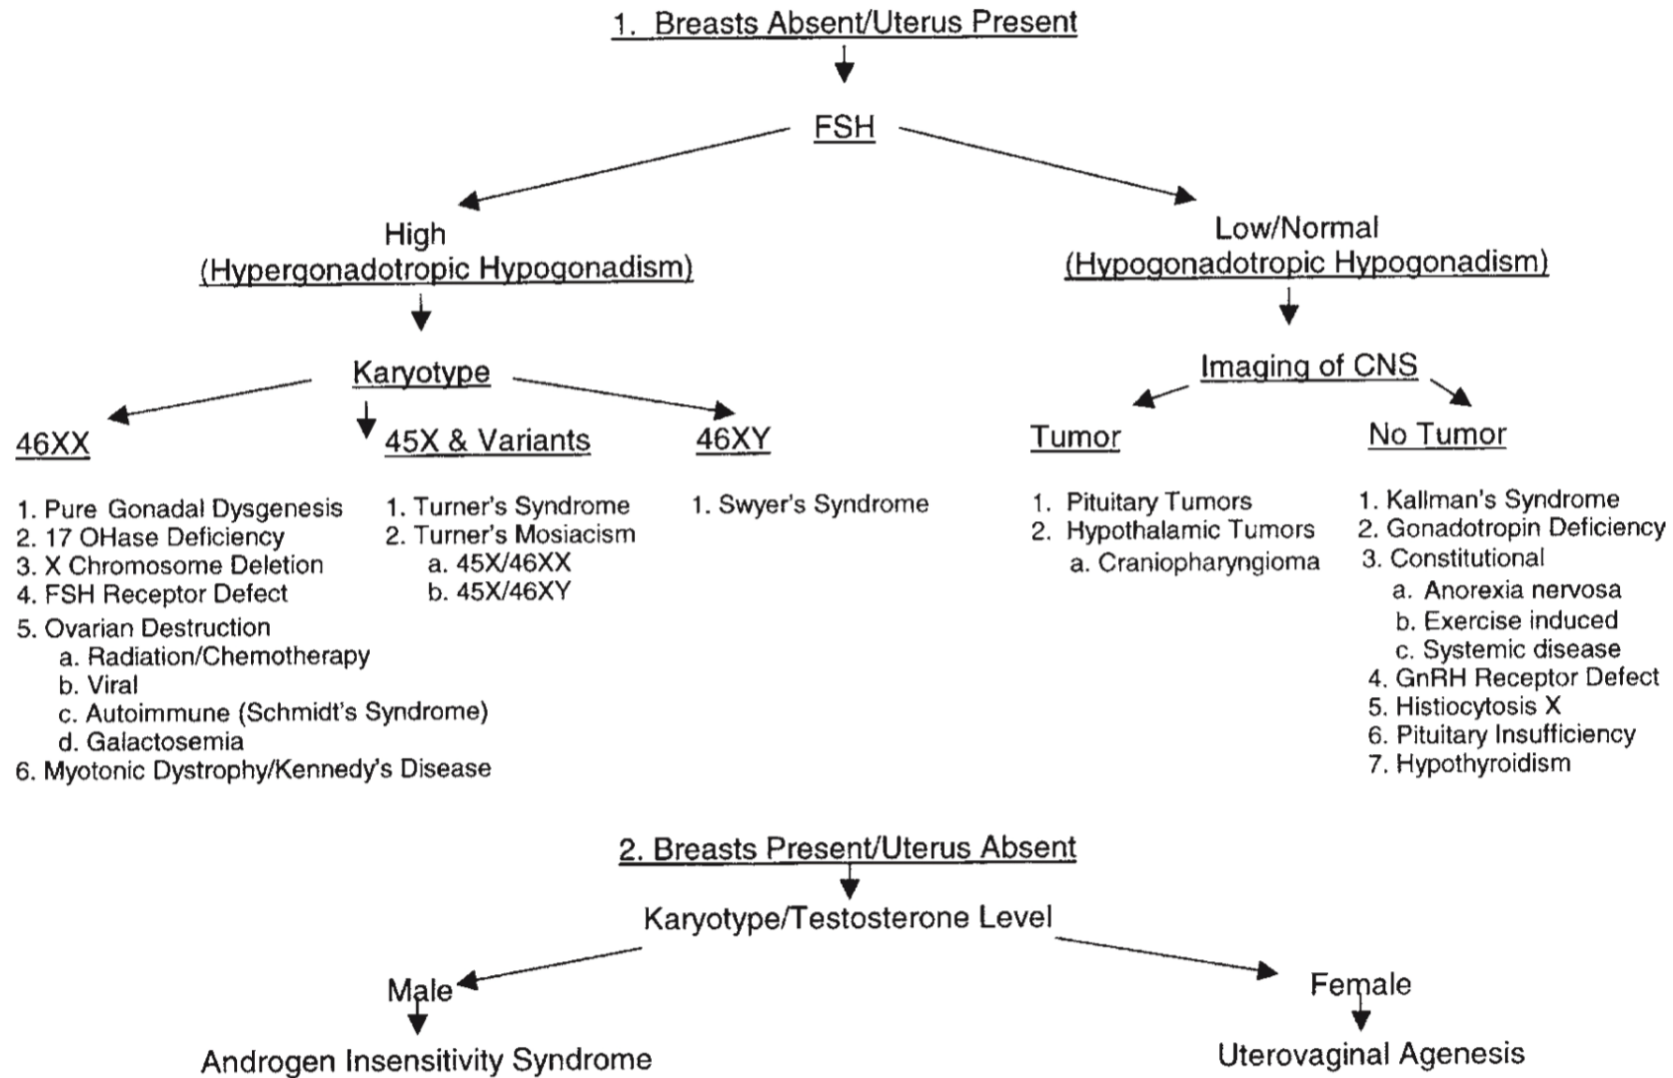 1. Breasts Absent/Uterus Present
FSH
High
(Hypergonadotropic Hypogonadism)
Low/Normal
(Hypogonadotropic Hypogonadism)
Karyotype
Imaging of CNS
46XX
1. Pure Gonadal Dysgenesis
2. 17 OHase Deficiency
3. X Chromosome Deletion
4. FSH Receptor Defect
5. Ovarian Destruction
a. Radiation/Chemotherapy
b. Viral
c. Autoimmune (Schmidt's Syndrome)
d. Galactosemia
6. Myotonic Dystrophy/Kennedy's Disease
45X & Variants
1. Turner's Syndrome
2. Turner's Mosiacism
a. 45X/46XX
b. 45X/46XY
46XY
1. Swyer's Syndrome
Tumor
1. Pituitary Tumors
2. Hypothalamic Tumors
a. Craniopharyngioma
No Tumor
1. Kallman's Syndrome
2. Gonadotropin Deficiency
3. Constitutional
a. Anorexia nervosa
b. Exercise induced
c. Systemic disease
4. GnRH Receptor Defect
5. Histiocytosis X
6. Pituitary Insufficiency
7. Hypothyroidism
2. Breasts Present/Uterus Absent
Karyotype/Testosterone Level
Male
Androgen Insensitivity Syndrome
Female
Uterovaginal Agenesis